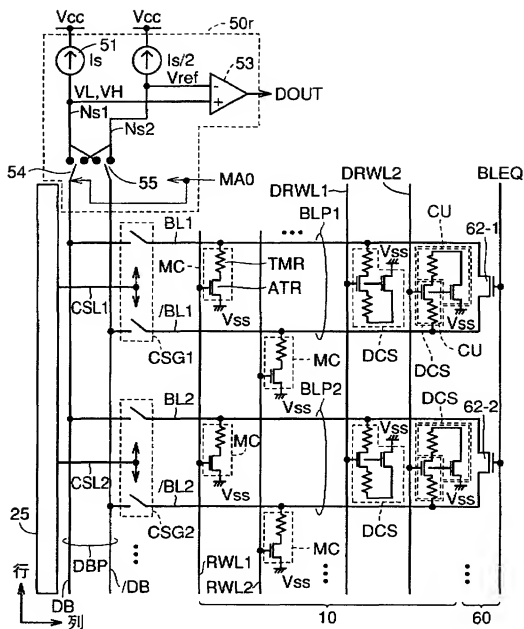 Vcc Vcc
50r
51
Is Is/2
Vref 53
VL,VH - +
DOUT
Ns1 Ns2
54 55 MA0
DRWL2
DRWL1
BLEQ
BL1 ... BLP1 CU 62-1
MC TMR Vss
ATR
CSL1 /BL1 Vss Vss
CSG1 MC DCS DCS CU
Vss BLP2 DCS
BL2 Vss 62-2
MC
CSL2 /BL2 Vss Vss
25 CSG2 MC DCS
DBP RWL1 Vss
行 DB /DB RWL2
列 10 60